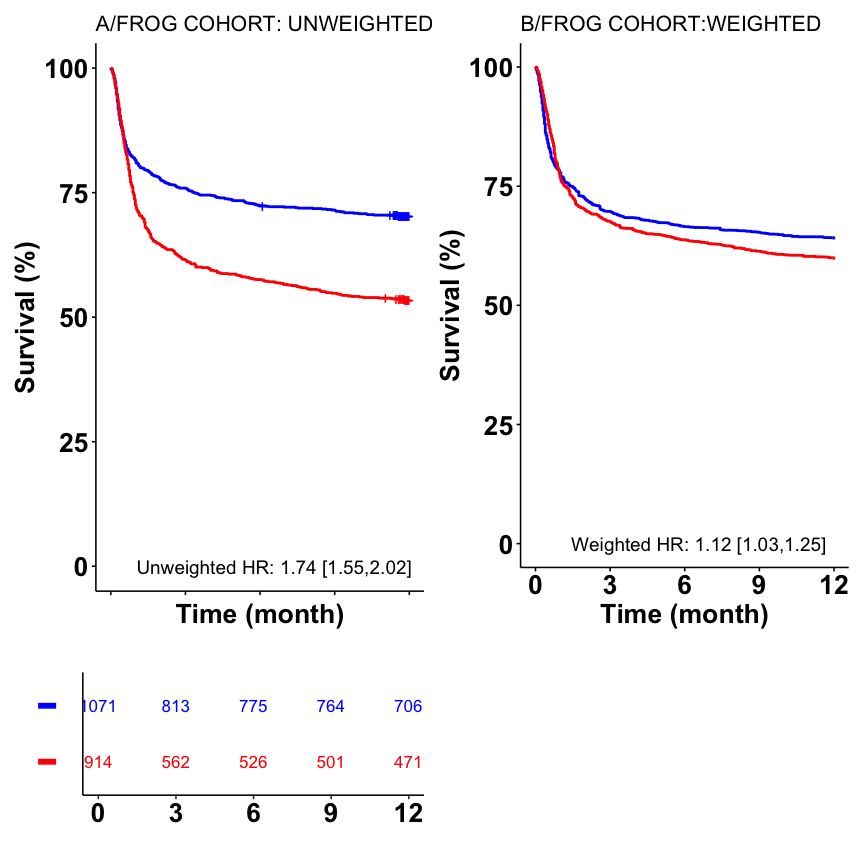 A/FROG COHORT: UNWEIGHTED
100
75
50
25
0
Survival (%)
Unweighted HR: 1.74 [1.55,2.02]
Time (month)
B/FROG COHORT:WEIGHTED
100
75
50
25
0
Survival (%)
Weighted HR: 1.12 [1.03,1.25]
0 3 6 9 12
Time (month)
1071 813 775 764 706
914 562 526 501 471
0 3 6 9 12